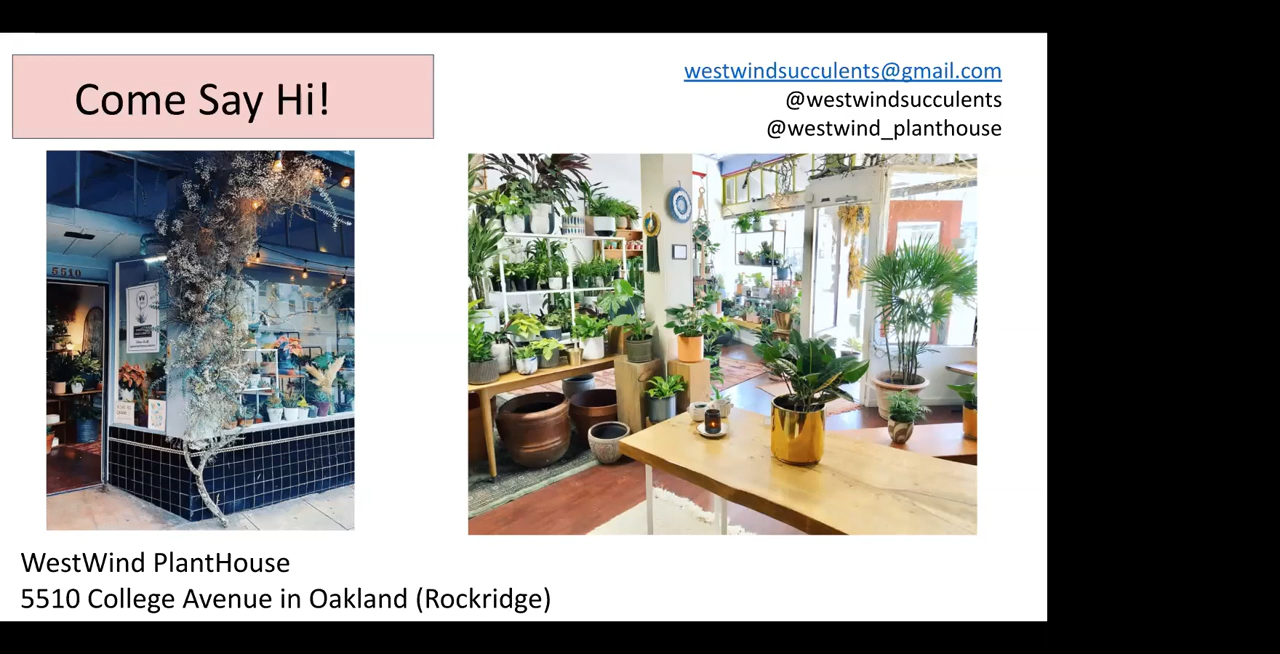 Come Say Hi!
westwindsucculents@gmail.com
@westwindsucculents
@westwind_planthouse
5510
WestWind PlantHouse
5510 College Avenue in Oakland (Rockridge)